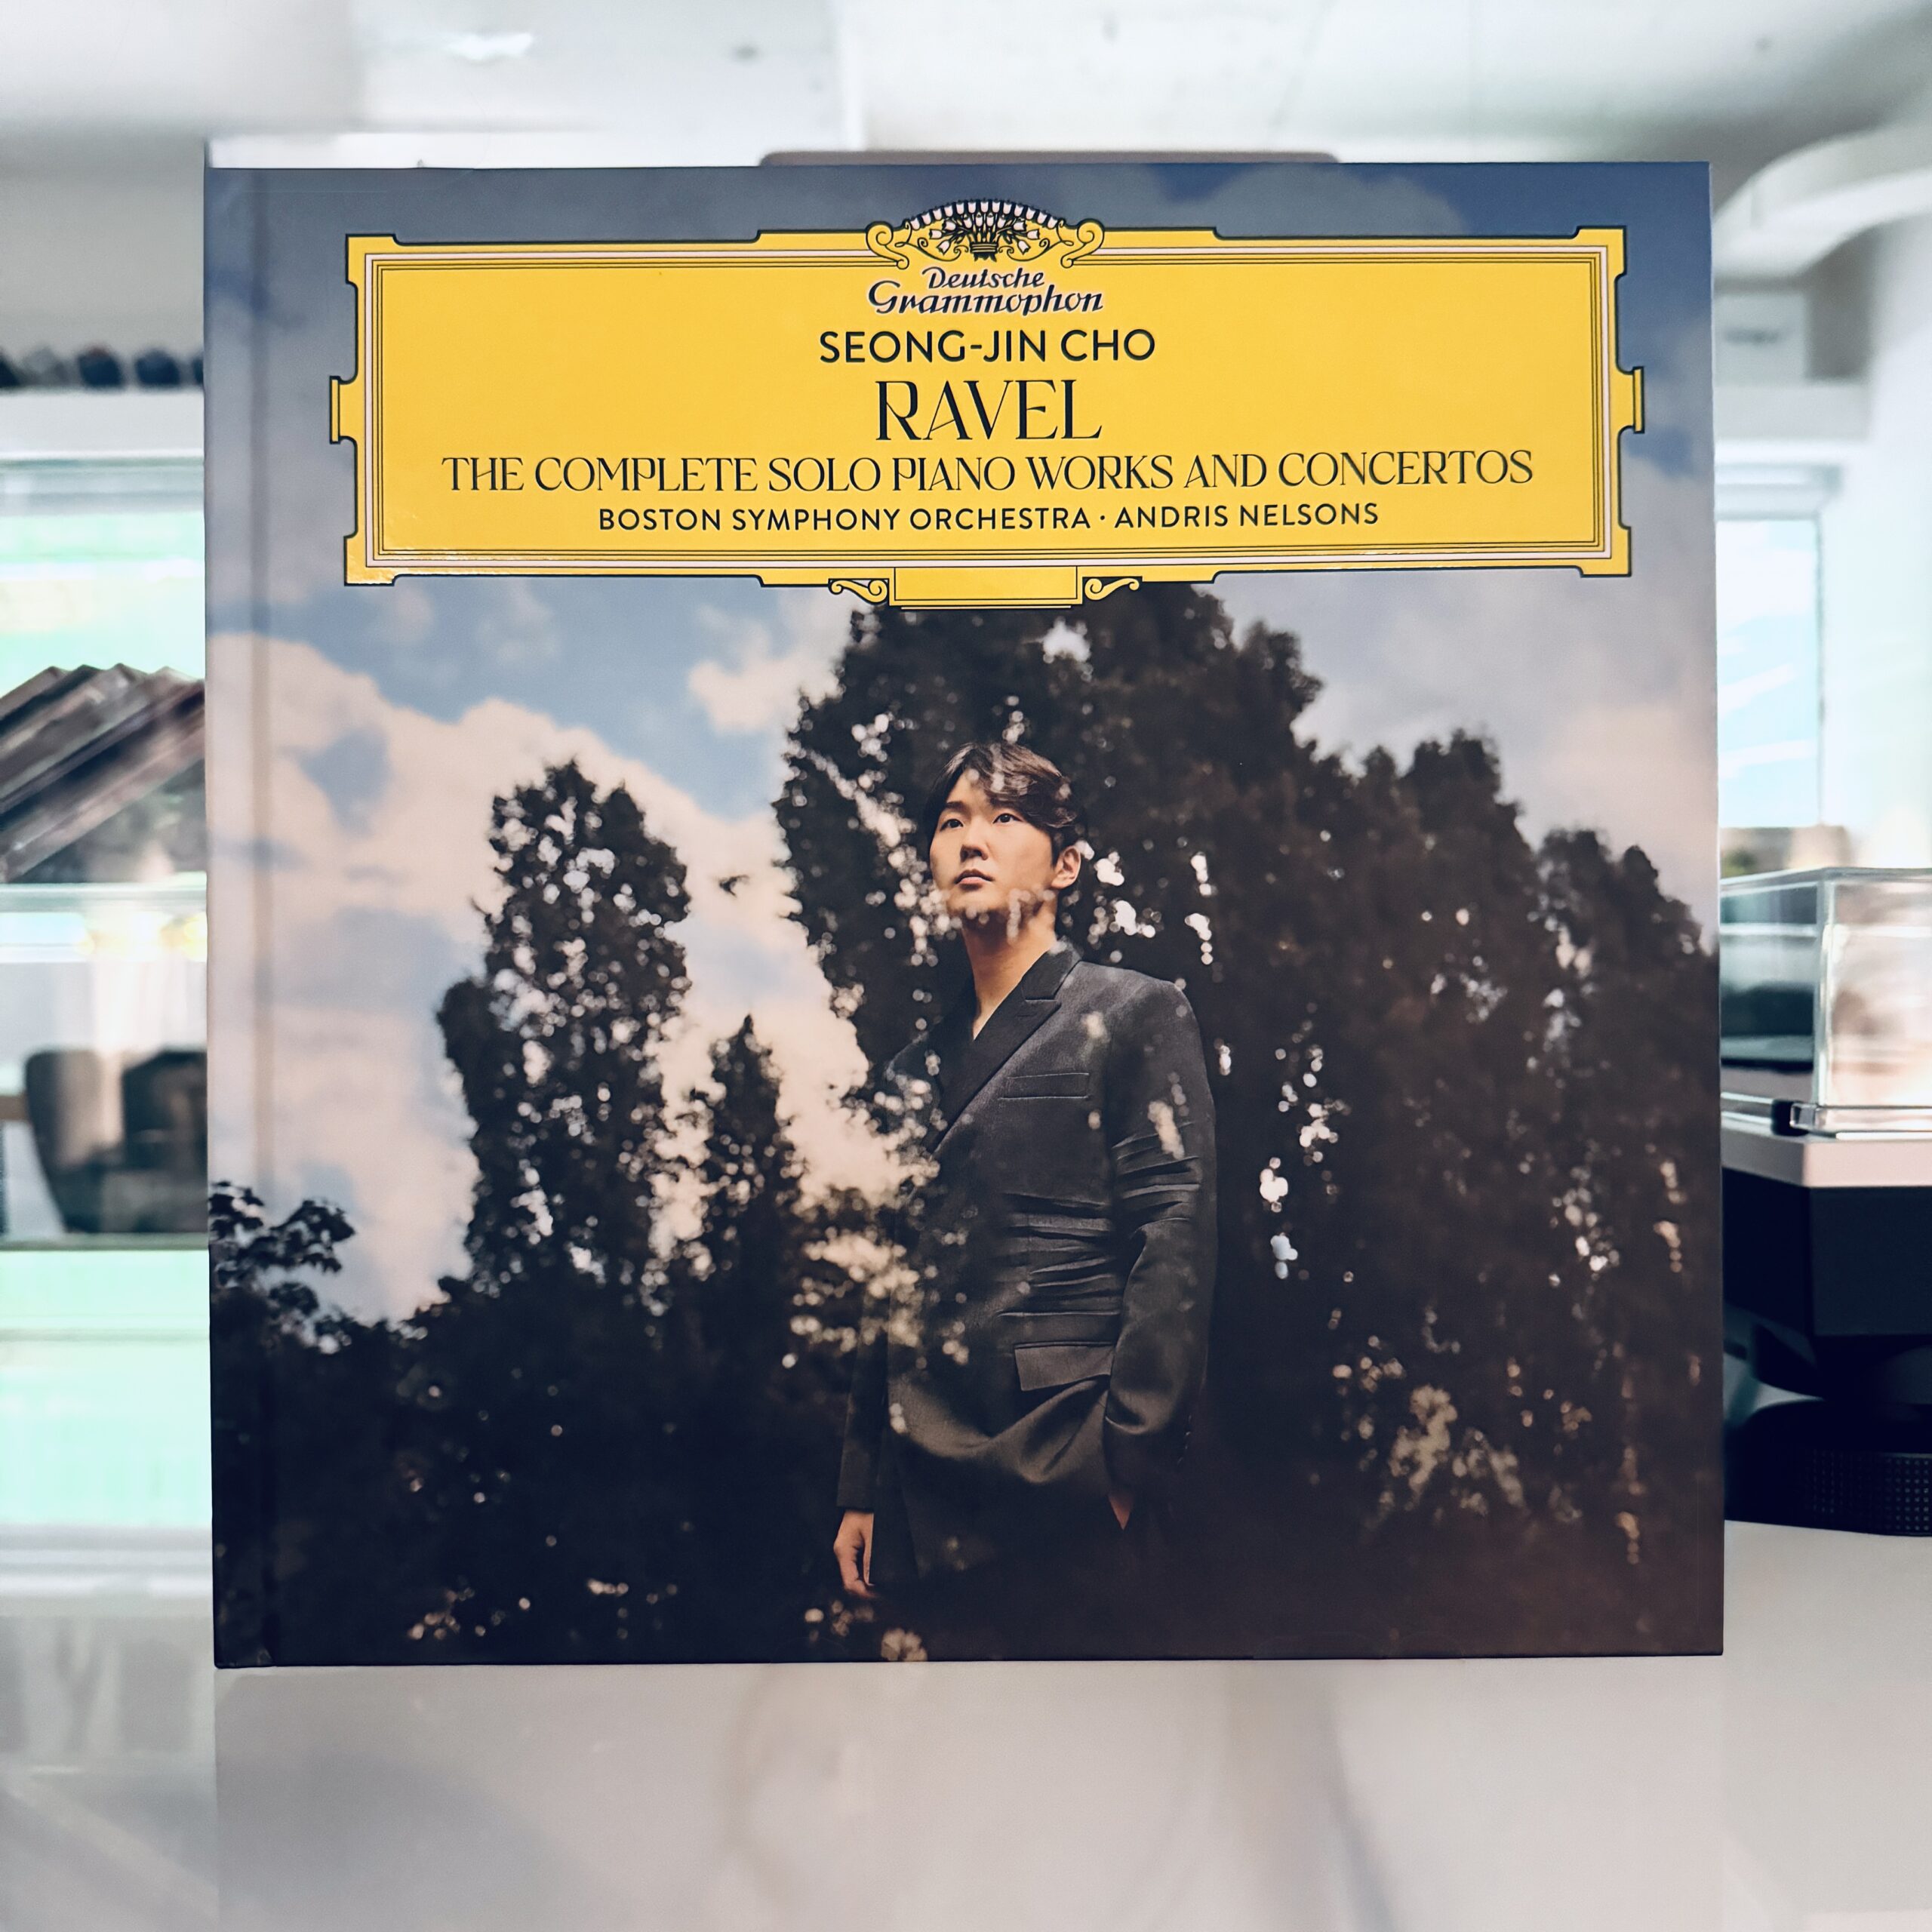 Deutsche
Grammophon
SEONG-JIN CHO
RAVEL
THE COMPLETE SOLO PIANO WORKS AND CONCERTOS
BOSTON SYMPHONY ORCHESTRA · ANDRIS NELSONS